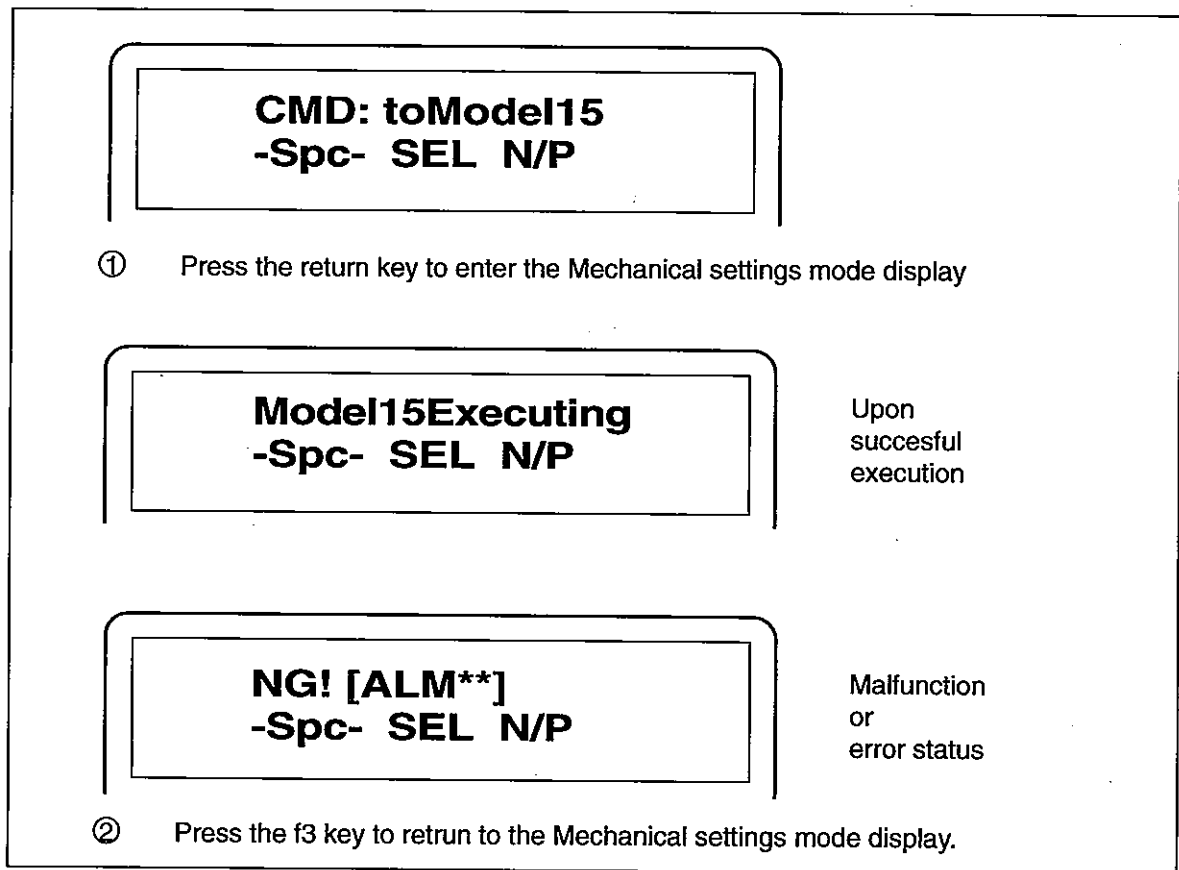 CMD: toModel15
-Spc- SEL N/P
① Press the return key to enter the Mechanical settings mode display
Model15Executing
-Spc- SEL N/P
Upon
succesful
execution
NG! [ALM**]
-Spc- SEL N/P
Malfunction
or
error status
② Press the f3 key to retrun to the Mechanical settings mode display.